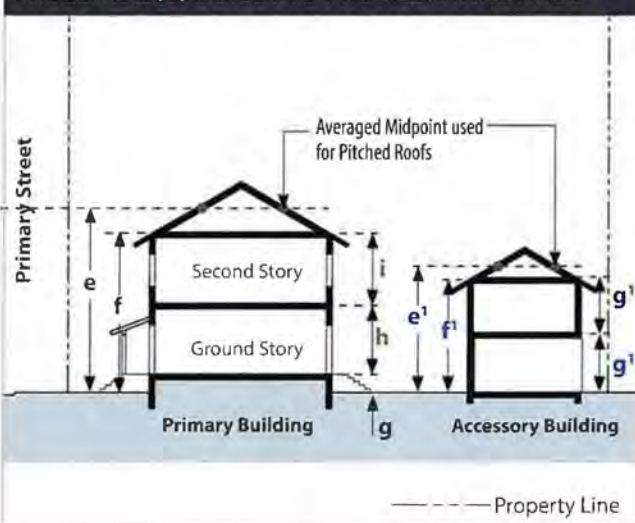 Averaged Midpoint used
for Pitched Roofs
Primary Street
e
f
Second Story
i
Ground Story
h
e¹
f¹
g¹
g¹
Primary Building
g
Accessory Building
Property Line